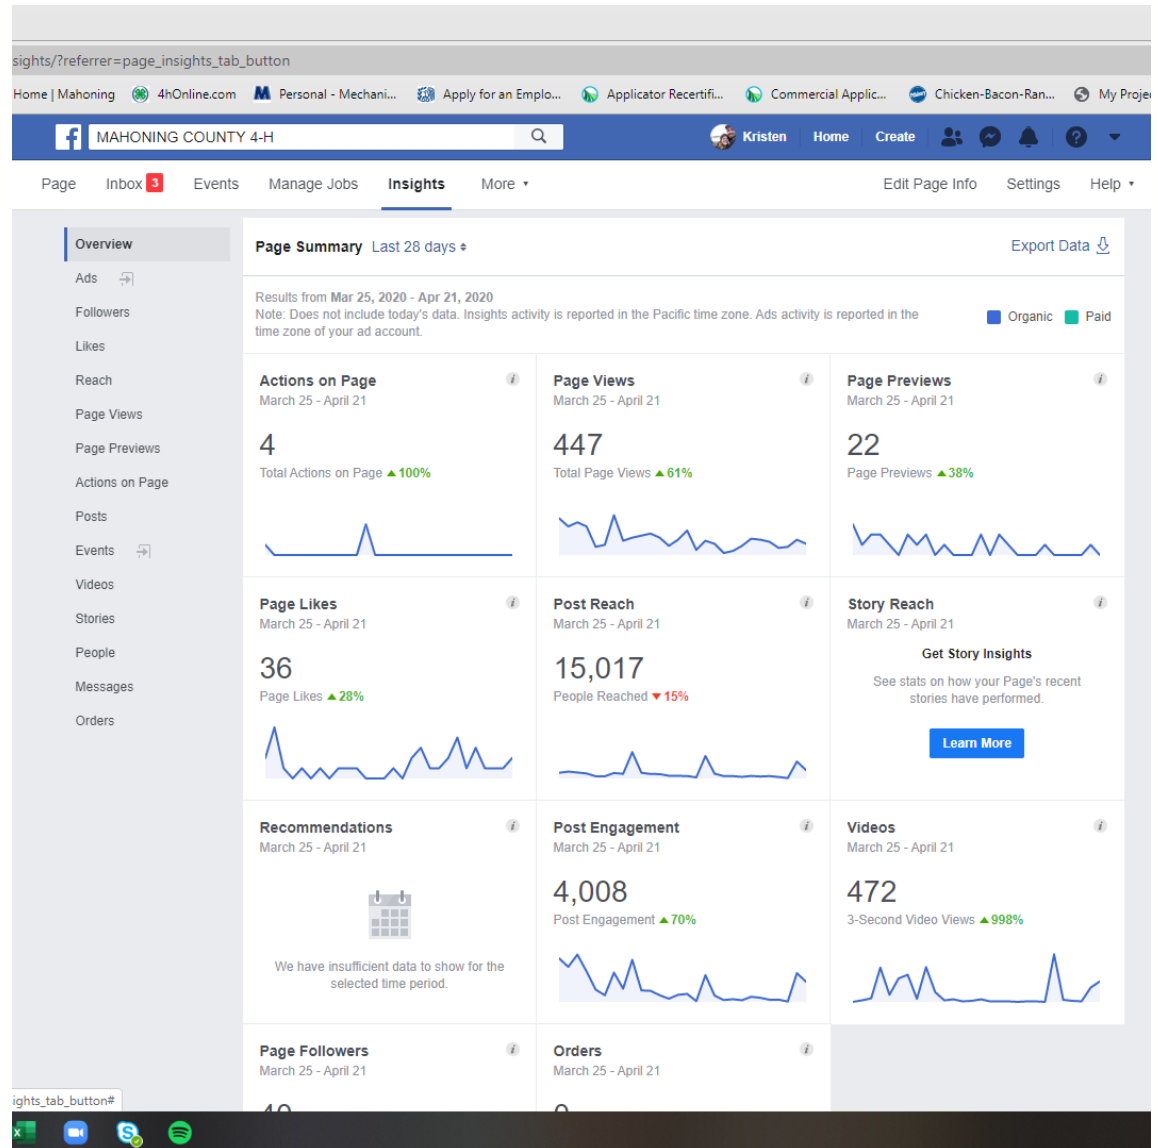 sights/?referrer=page_insights_tab_button
Home | Mahoning 4hOnline.com Personal - Mechani... Apply for an Emplo... Applicator Recertifi... Commercial Applic... Chicken-Bacon-Ran... My Proje
MAHONING COUNTY 4-H Kristen Home Create
Page Inbox 3 Events Manage Jobs Insights More Edit Page Info Settings Help
Overview
Ads
Followers
Likes
Reach
Page Views
Page Previews
Actions on Page
Posts
Events
Videos
Stories
People
Messages
Orders
Page Summary Last 28 days Export Data
Results from Mar 25, 2020 - Apr 21, 2020
Note: Does not include today's data. Insights activity is reported in the Pacific time zone. Ads activity is reported in the
time zone of your ad account.
Organic Paid
Actions on Page
March 25 - April 21
4
Total Actions on Page 100%
Page Views
March 25 - April 21
447
Total Page Views 61%
Page Previews
March 25 - April 21
22
Page Previews 38%
Page Likes
March 25 - April 21
36
Page Likes 28%
Post Reach
March 25 - April 21
15,017
People Reached 15%
Story Reach
March 25 - April 21
Get Story Insights
See stats on how your Page's recent
stories have performed.
Learn More
Recommendations
March 25 - April 21
We have insufficient data to show for the
selected time period.
Post Engagement
March 25 - April 21
4,008
Post Engagement 70%
Videos
March 25 - April 21
472
3-Second Video Views 998%
Page Followers
March 25 - April 21
Orders
March 25 - April 21
ights_tab_button#